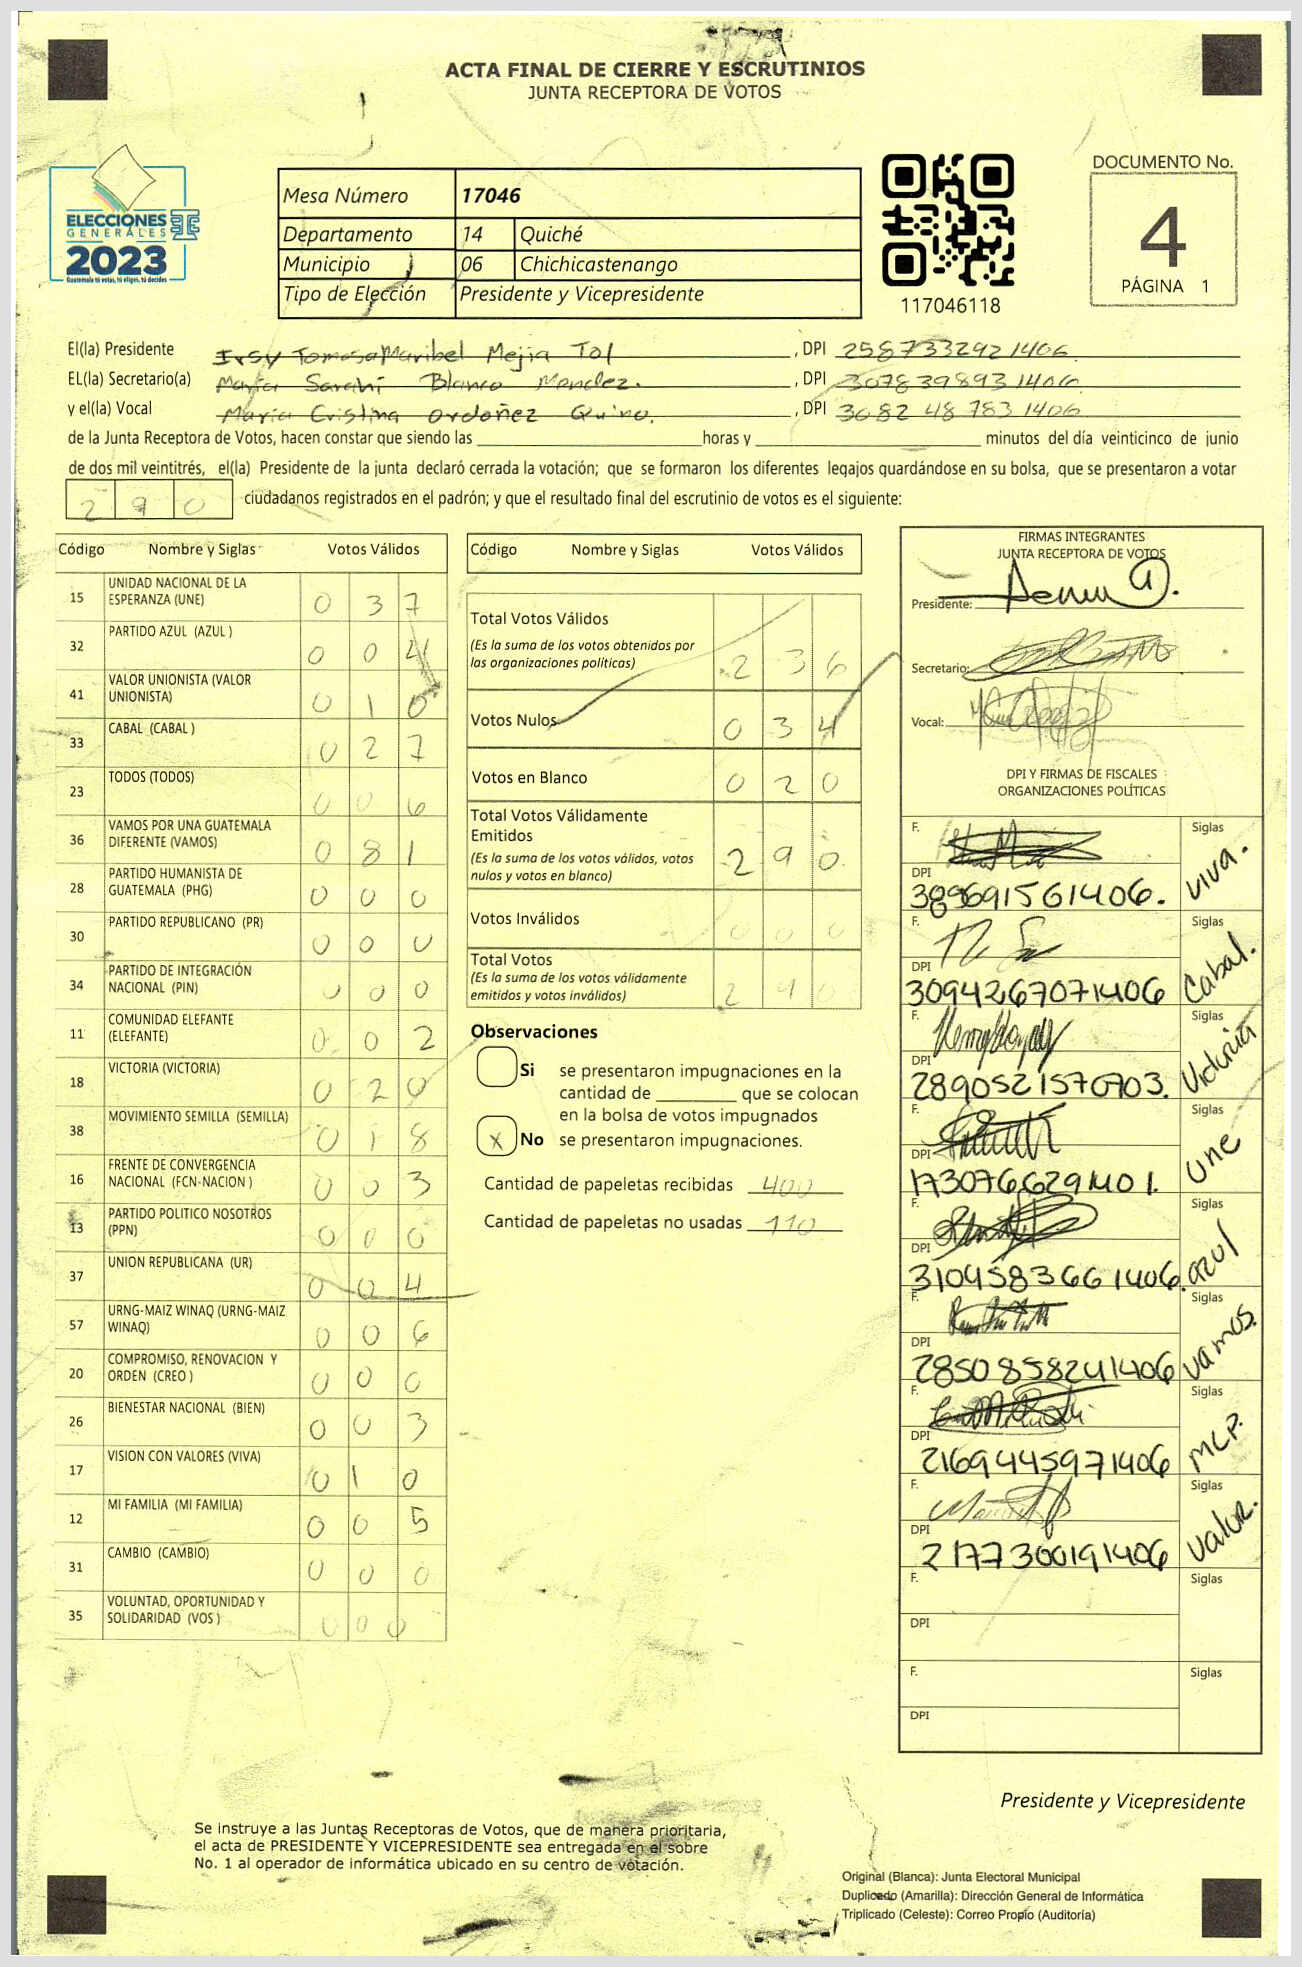 ACTA FINAL DE CIERRE Y ESCRUTINIOS
JUNTA RECEPTORA DE VOTOS
ELECCIONES
GENERALES
2023
Guatemala tú votas, tú eliges, tú decides
Mesa Número 17046
Departamento 14 Quiché
Municipio 06 Chichicastenango
Tipo de Elección Presidente y Vicepresidente
117046118
DOCUMENTO No.
4
PÁGINA 1
El(la) Presidente Irsy Tomasa Maribel Mejia Tol , DPI 2587332921406
EL(la) Secretario(a) Maria Sarahi Blanco Mendez. , DPI 3078398931406
y el(la) Vocal Maria Cristina Ordoñez Quino. , DPI 3082487831406
de la Junta Receptora de Votos, hacen constar que siendo las horas y minutos del día veinticinco de junio
de dos mil veintitrés, el(la) Presidente de la junta declaró cerrada la votación; que se formaron los diferentes legajos guardándose en su bolsa, que se presentaron a votar
290 ciudadanos registrados en el padrón; y que el resultado final del escrutinio de votos es el siguiente:
Código Nombre y Siglas Votos Válidos
15 UNIDAD NACIONAL DE LA ESPERANZA (UNE) 0 3 7
32 PARTIDO AZUL (AZUL ) 0 0 4
41 VALOR UNIONISTA (VALOR UNIONISTA) 0 1 0
33 CABAL (CABAL ) 0 2 7
23 TODOS (TODOS) 0 0 6
36 VAMOS POR UNA GUATEMALA DIFERENTE (VAMOS) 0 8 1
28 PARTIDO HUMANISTA DE GUATEMALA (PHG) 0 0 0
30 PARTIDO REPUBLICANO (PR) 0 0 0
34 PARTIDO DE INTEGRACIÓN NACIONAL (PIN) 0 0 0
11 COMUNIDAD ELEFANTE (ELEFANTE) 0 0 2
18 VICTORIA (VICTORIA) 0 2 0
38 MOVIMIENTO SEMILLA (SEMILLA) 0 1 8
16 FRENTE DE CONVERGENCIA NACIONAL (FCN-NACION ) 0 0 3
13 PARTIDO POLITICO NOSOTROS (PPN) 0 0 0
37 UNION REPUBLICANA (UR) 0 0 4
57 URNG-MAIZ WINAQ (URNG-MAIZ WINAQ) 0 0 6
20 COMPROMISO, RENOVACION Y ORDEN (CREO ) 0 0 0
26 BIENESTAR NACIONAL (BIEN) 0 0 3
17 VISION CON VALORES (VIVA) 0 1 0
12 MI FAMILIA (MI FAMILIA) 0 0 5
31 CAMBIO (CAMBIO) 0 0 0
35 VOLUNTAD, OPORTUNIDAD Y SOLIDARIDAD (VOS ) 0 0 0
Código Nombre y Siglas Votos Válidos
Total Votos Válidos
(Es la suma de los votos obtenidos por
las organizaciones políticas) 2 3 6
Votos Nulos 0 3 4
Votos en Blanco 0 2 0
Total Votos Válidamente
Emitidos
(Es la suma de los votos válidos, votos
nulos y votos en blanco) 2 9 0
Votos Inválidos 0 0 0
Total Votos
(Es la suma de los votos válidamente
emitidos y votos inválidos) 2 9 0
Observaciones
Si se presentaron impugnaciones en la
cantidad de que se colocan
en la bolsa de votos impugnados
x No se presentaron impugnaciones.
Cantidad de papeletas recibidas 400
Cantidad de papeletas no usadas 110
FIRMAS INTEGRANTES
JUNTA RECEPTORA DE VOTOS
Presidente:
Secretario:
Vocal:
DPI Y FIRMAS DE FISCALES
ORGANIZACIONES POLÍTICAS
F. Siglas
DPI viva.
F. Siglas
DPI 3094267071406 Cabal.
F. Siglas
DPI 2890521570703. Victoria
F. Siglas
DPI 1730766291401. Une
F. Siglas
DPI 3104583661406. azul
F. Siglas
DPI 2850858241406 vamos.
F. Siglas
DPI 2169445971406 MLP.
F. Siglas
DPI 2177300191406 valor.
F. Siglas
DPI
F. Siglas
DPI
Presidente y Vicepresidente
Se instruye a las Juntas Receptoras de Votos, que de manera prioritaria,
el acta de PRESIDENTE Y VICEPRESIDENTE sea entregada en el sobre
No. 1 al operador de informática ubicado en su centro de votación.
Original (Blanca): Junta Electoral Municipal
Duplicado (Amarilla): Dirección General de Informática
Triplicado (Celeste): Correo Propio (Auditoría)